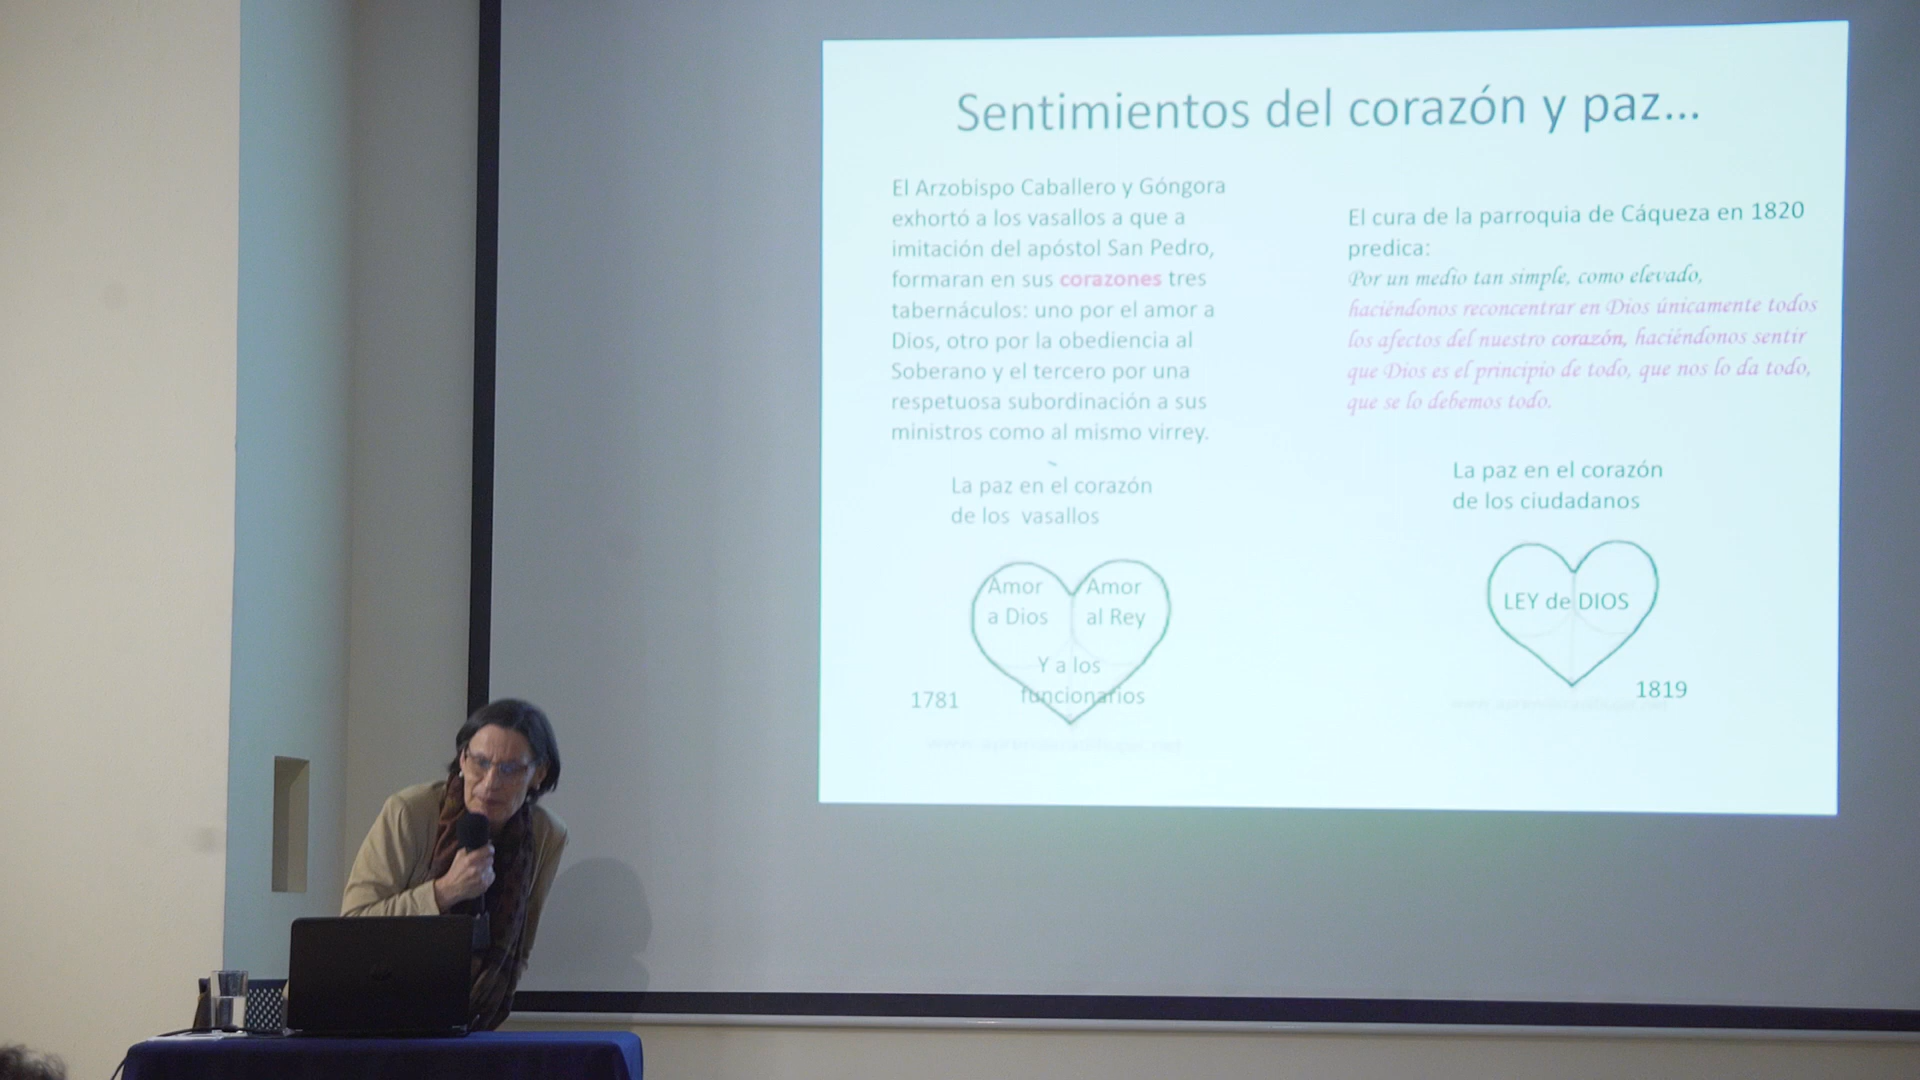 Sentimientos del corazón y paz...
El Arzobispo Caballero y Góngora
exhortó a los vasallos a que a
imitación del apóstol San Pedro,
formaran en sus corazones tres
tabernáculos: uno por el amor a
Dios, otro por la obediencia al
Soberano y el tercero por una
respetuosa subordinación a sus
ministros como al mismo virrey.
La paz en el corazón
de los vasallos
Amor
a Dios
Amor
al Rey
Y a los
funcionarios
1781
El cura de la parroquia de Cáqueza en 1820
predica:
Por un medio tan simple, como elevado,
haciéndonos reconcentrar en Dios únicamente todos
los afectos del nuestro corazón, haciéndonos sentir
que Dios es el principio de todo, que nos lo da todo,
que se lo debemos todo.
La paz en el corazón
de los ciudadanos
LEY de DIOS
1819